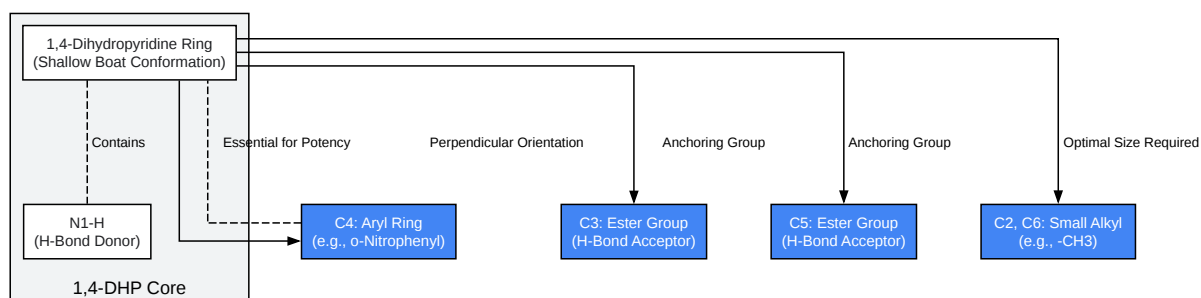 1,4-Dihydropyridine Ring
(Shallow Boat Conformation)
Contains
Essential for Potency
Perpendicular Orientation
Anchoring Group
Anchoring Group
Optimal Size Required
N1-H
(H-Bond Donor)
C4: Aryl Ring
(e.g., o-Nitrophenyl)
C3: Ester Group
(H-Bond Acceptor)
C5: Ester Group
(H-Bond Acceptor)
C2, C6: Small Alkyl
(e.g., -CH3)
1,4-DHP Core